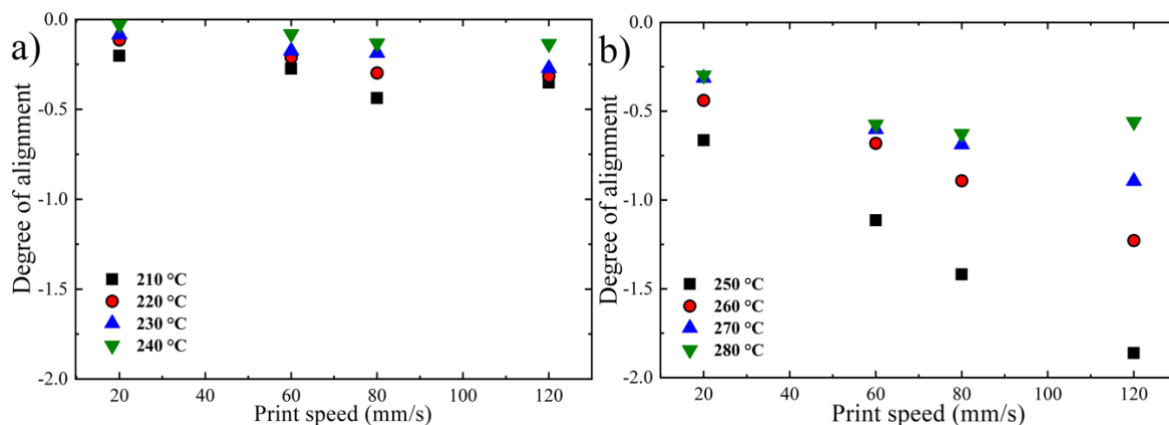 a)
0.0
-0.5
-1.0
-1.5
-2.0
Degree of alignment
210 °C
220 °C
230 °C
240 °C
20 40 60 80 100 120
Print speed (mm/s)
b)
0.0
-0.5
-1.0
-1.5
-2.0
Degree of alignment
250 °C
260 °C
270 °C
280 °C
20 40 60 80 100 120
Print speed (mm/s)